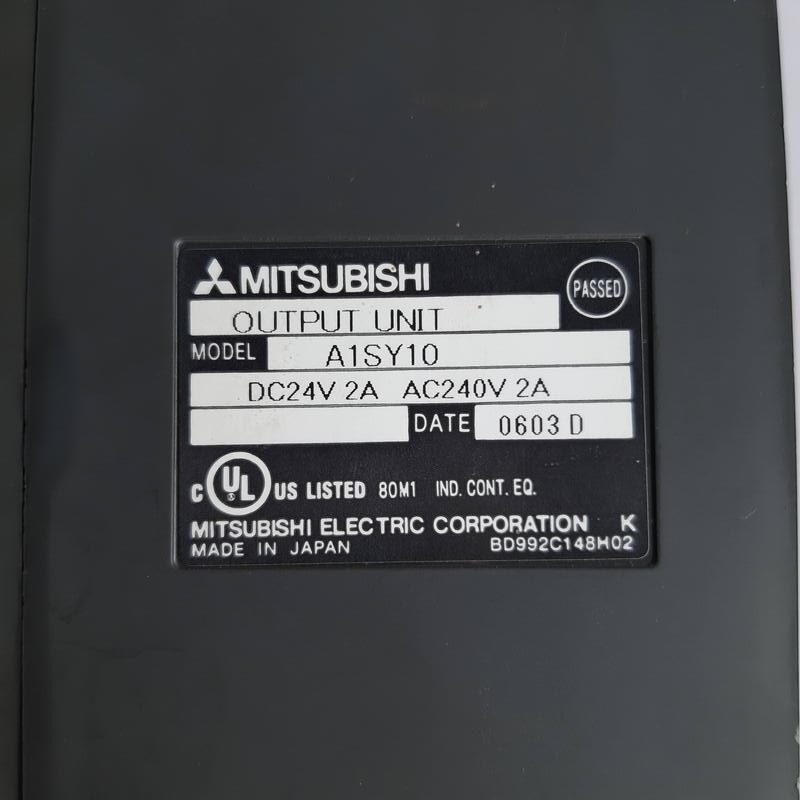 MITSUBISHI
PASSED
OUTPUT UNIT
MODEL A1SY10
DC24V 2A AC240V 2A
DATE 0603 D
C UL US LISTED 80M1 IND. CONT. EQ.
MITSUBISHI ELECTRIC CORPORATION K
MADE IN JAPAN BD992C148H02